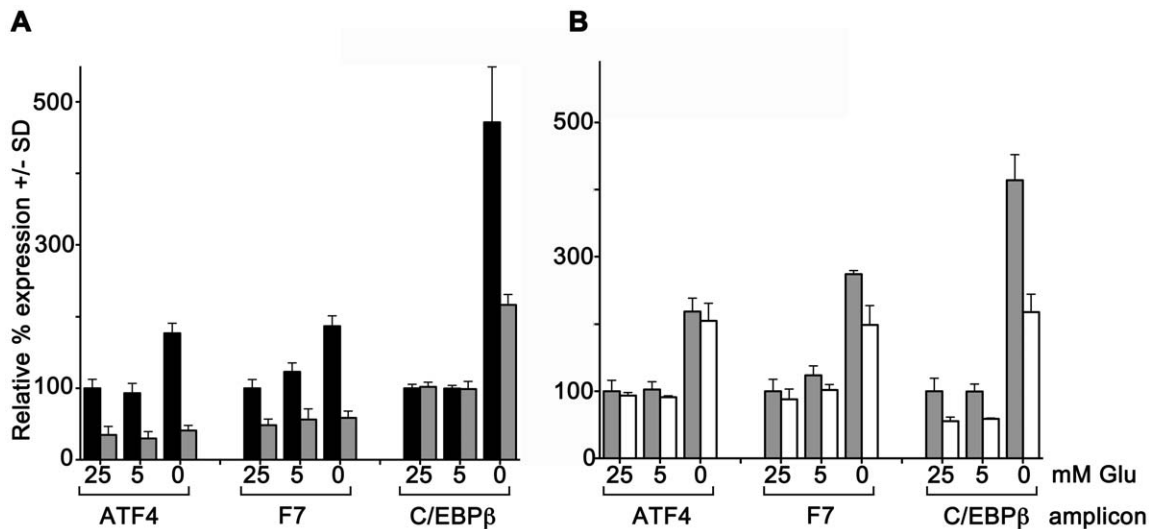 A
B
Relative % expression +/- SD
500
300
100
0
500
300
100
0
25 5 0 25 5 0 25 5 0
25 5 0 25 5 0 25 5 0 mM Glu
ATF4 F7 C/EBPβ
ATF4 F7 C/EBPβ amplicon